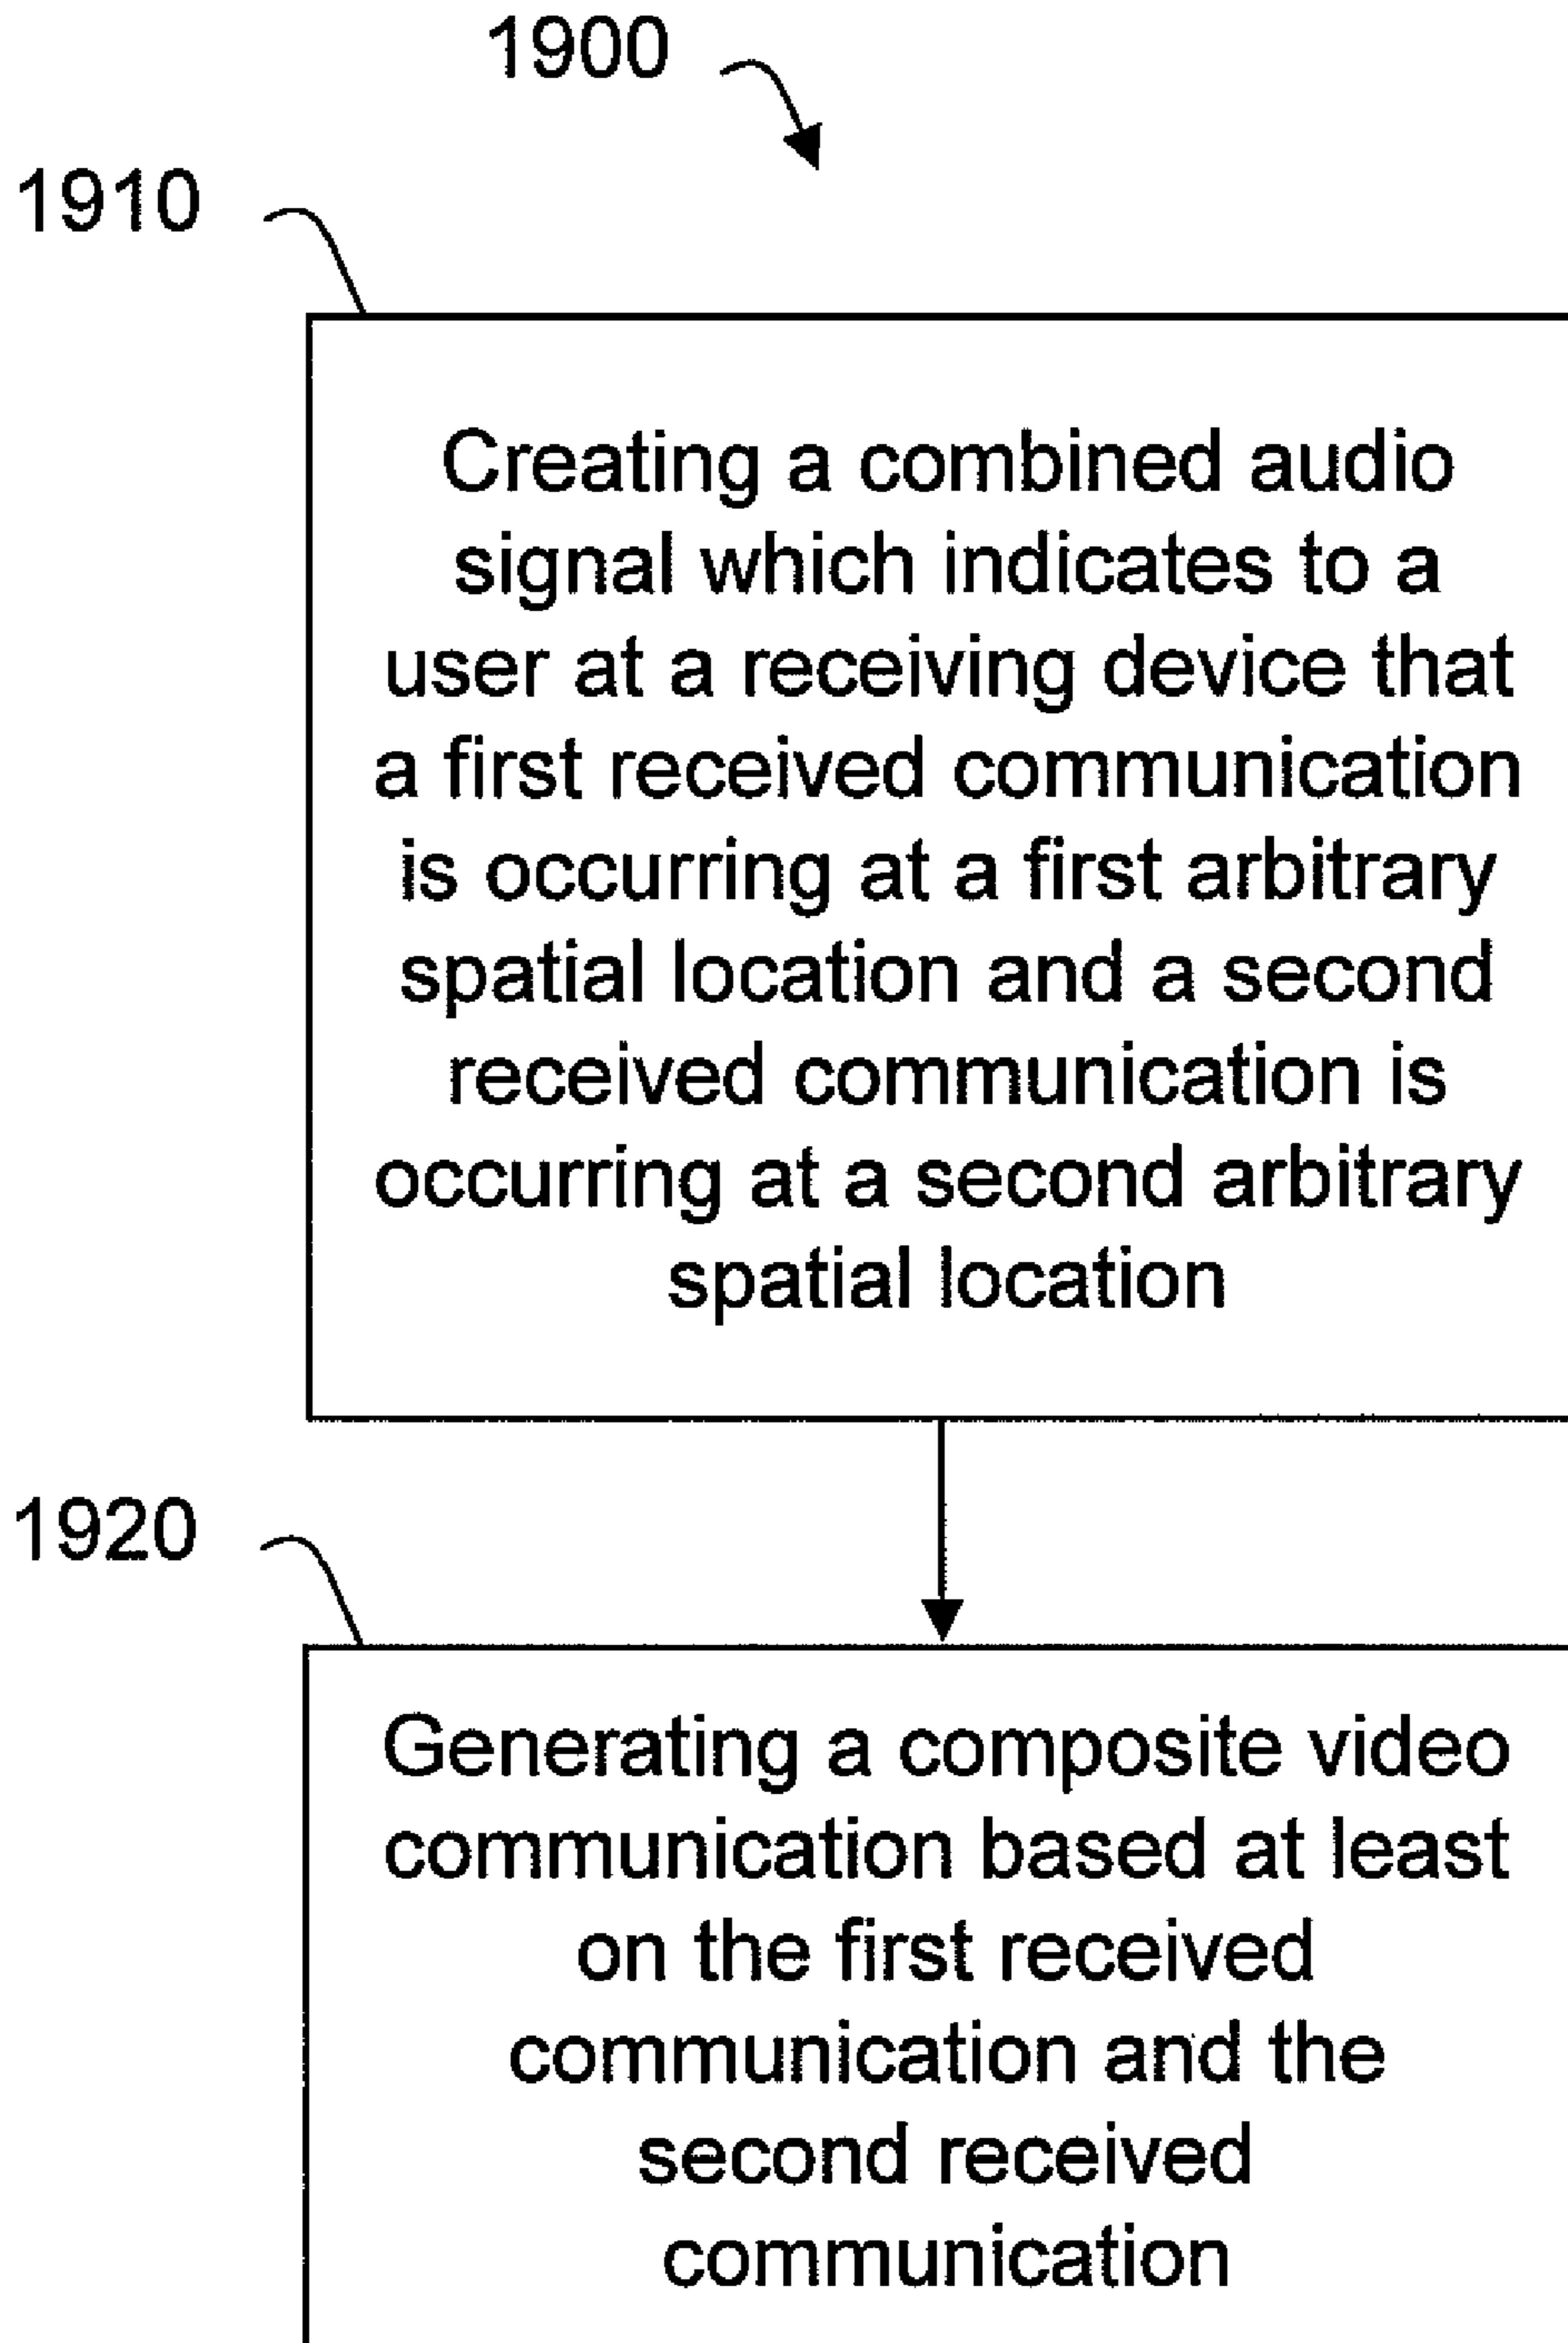 1900
1910
Creating a combined audio
signal which indicates to a
user at a receiving device that
a first received communication
is occurring at a first arbitrary
spatial location and a second
received communication is
occurring at a second arbitrary
spatial location
1920
Generating a composite video
communication based at least
on the first received
communication and the
second received
communication